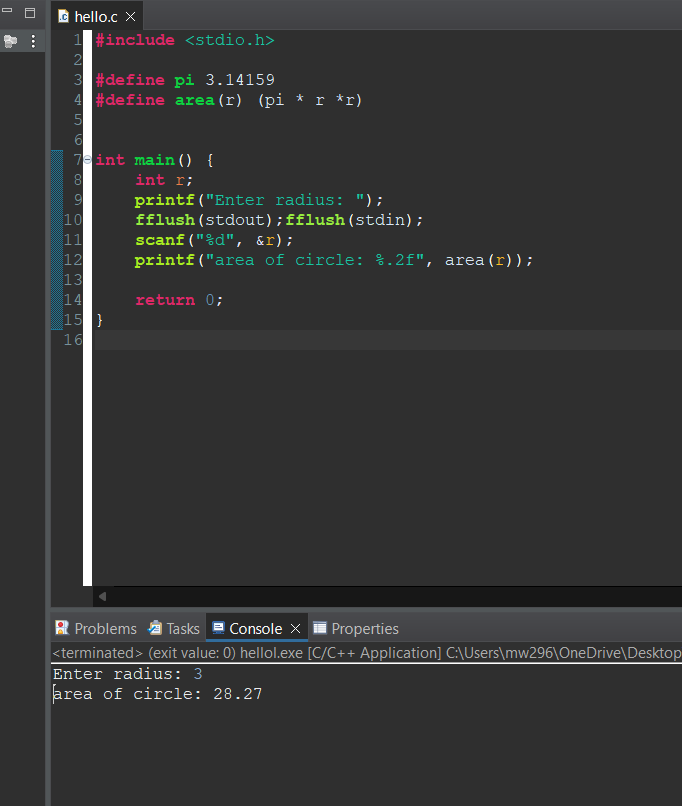 hello.c
1 #include <stdio.h>
2
3 #define pi 3.14159
4 #define area(r) (pi * r *r)
5
6
7 int main() {
8     int r;
9     printf("Enter radius: ");
10     fflush(stdout);fflush(stdin);
11     scanf("%d", &r);
12     printf("area of circle: %.2f", area(r));
13
14     return 0;
15 }
16
Problems Tasks Console Properties
<terminated> (exit value: 0) hellol.exe [C/C++ Application] C:\Users\mw296\OneDrive\Desktop
Enter radius: 3
area of circle: 28.27